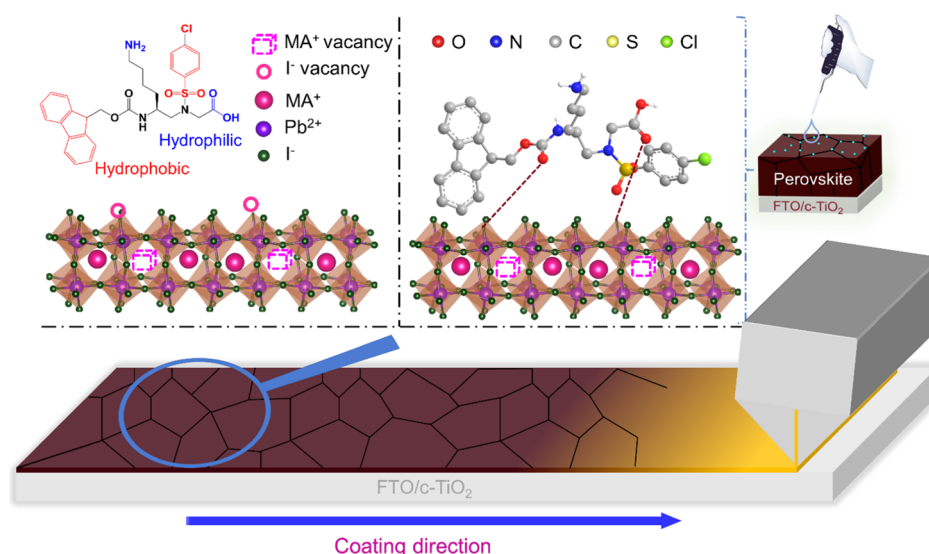 Cl
NH₂
O
O
S
O
O
N
H
N
O
OH
Hydrophilic
Hydrophobic
MA⁺ vacancy
I⁻ vacancy
MA⁺
Pb²⁺
I⁻
O N C S Cl
Perovskite
FTO/c-TiO₂
FTO/c-TiO₂
Coating direction